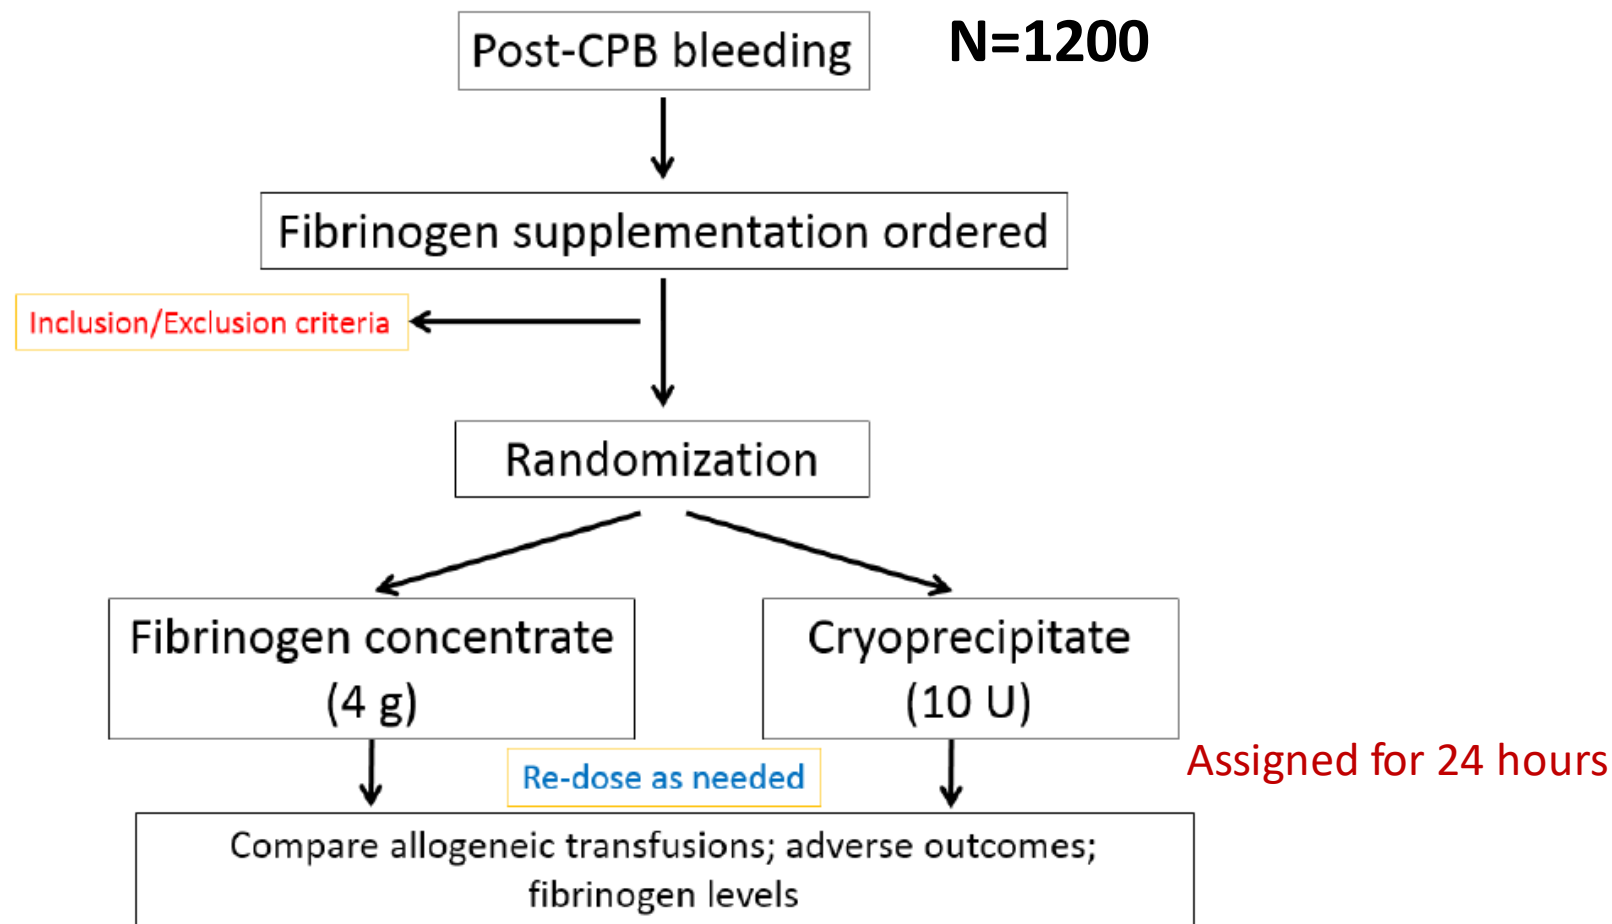 Post-CPB bleeding
N=1200
Fibrinogen supplementation ordered
Inclusion/Exclusion criteria
Randomization
Fibrinogen concentrate
(4 g)
Cryoprecipitate
(10 U)
Assigned for 24 hours
Re-dose as needed
Compare allogeneic transfusions; adverse outcomes;
fibrinogen levels